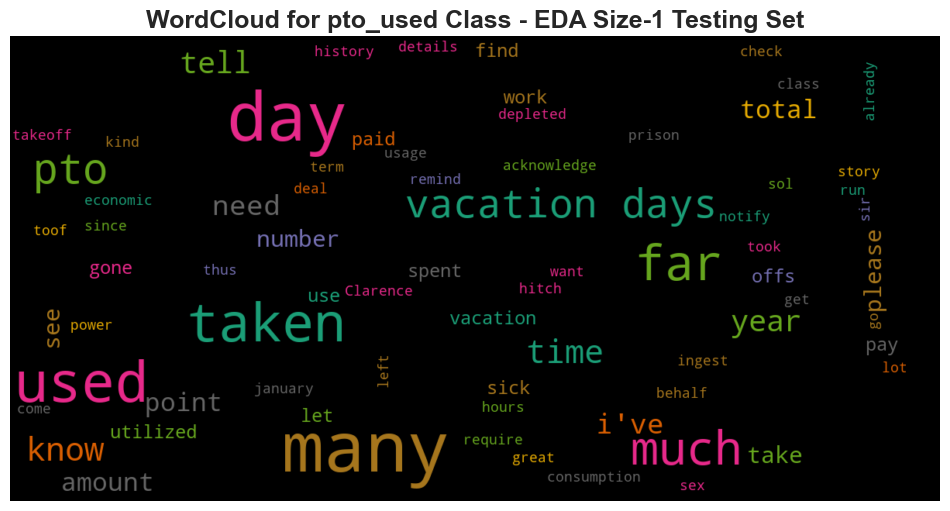 WordCloud for pto_used Class - EDA Size-1 Testing Set
history
details
find
check
tell
class
already
work
day
total
depleted
takeoff
kind
paid
prison
usage
pto
term
acknowledge
remind
story
deal
sol
run
economic
need
vacation days
notify
sir
toof
since
number
far
took
please
gone
thus
spent
want
offs
use
Clarence
hitch
get
see
power
taken
vacation
year
go
time
pay
left
ingest
lot
used
january
sick
behalf
come
point
let
hours
i've
utilized
many
require
much
know
great
take
amount
consumption
sex